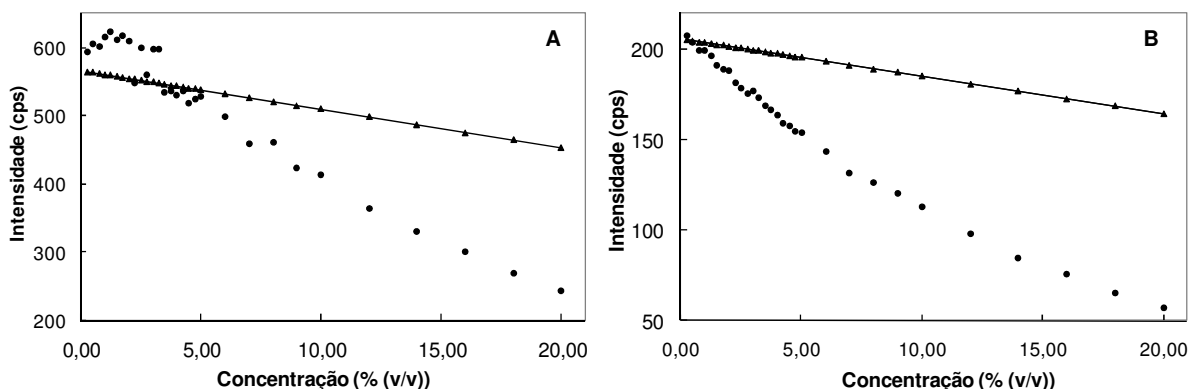 A
Intensidade (cps)
600
500
400
300
200
0,00 5,00 10,00 15,00 20,00
Concentração (% (v/v))
B
Intensidade (cps)
200
150
100
50
0,00 5,00 10,00 15,00 20,00
Concentração (% (v/v))